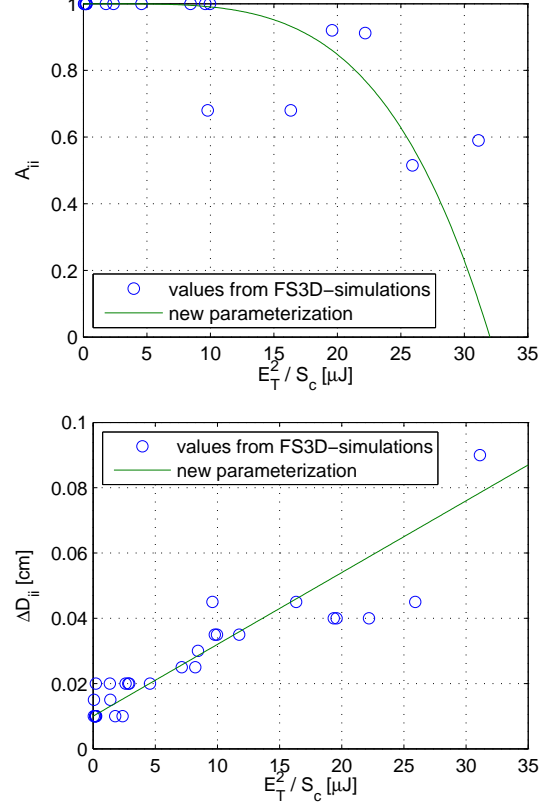 1
0.8
0.6
0.4
0.2
0
A_ii
values from FS3D−simulations
new parameterization
0 5 10 15 20 25 30 35
E_T^2 / S_c [μJ]
0.1
0.08
0.06
0.04
0.02
0
ΔD_ii [cm]
values from FS3D−simulations
new parameterization
0 5 10 15 20 25 30 35
E_T^2 / S_c [μJ]